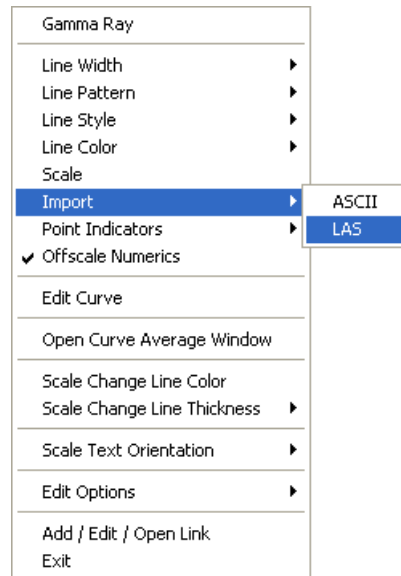 Gamma Ray
Line Width
Line Pattern
Line Style
Line Color
Scale
Import
ASCII
Point Indicators
LAS
Offscale Numerics
Edit Curve
Open Curve Average Window
Scale Change Line Color
Scale Change Line Thickness
Scale Text Orientation
Edit Options
Add / Edit / Open Link
Exit